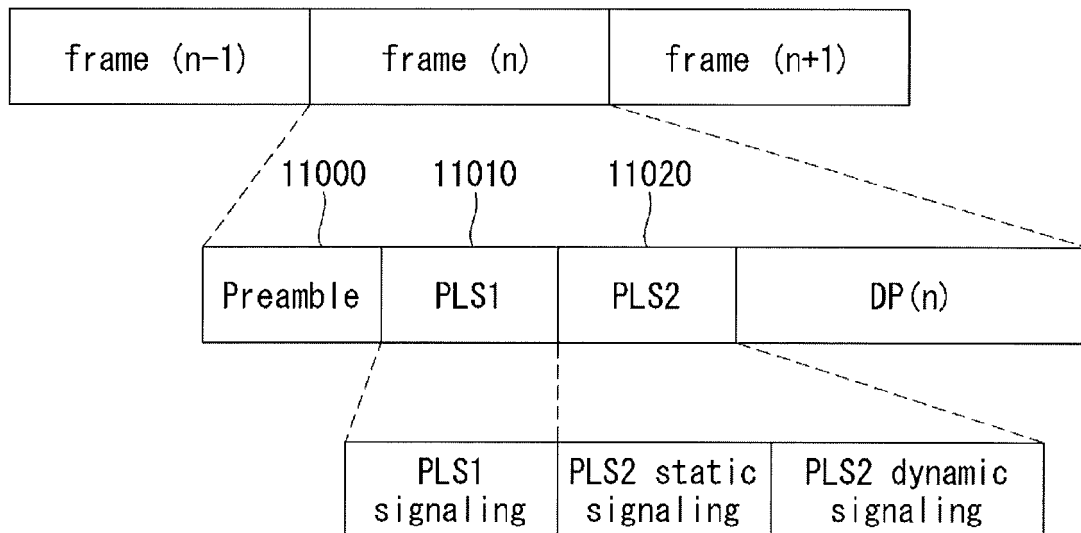 frame (n-1) frame (n) frame (n+1)
11000 11010 11020
Preamble PLS1 PLS2 DP(n)
PLS1 signaling
PLS2 static signaling
PLS2 dynamic signaling